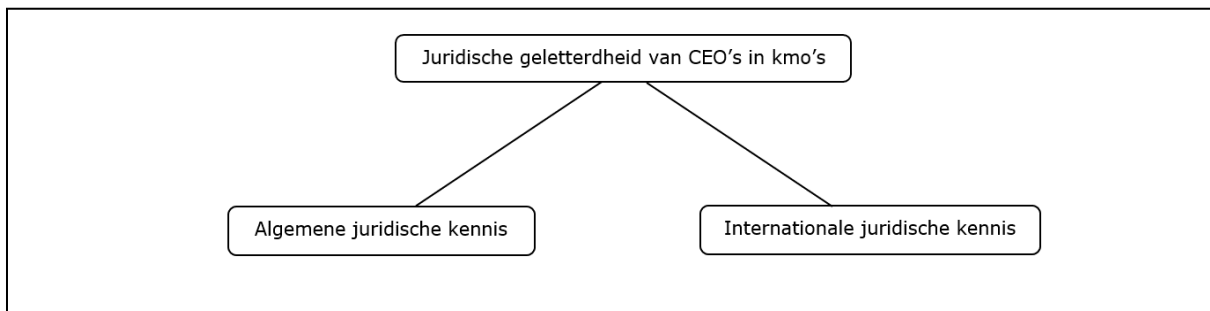 Juridische geletterdheid van CEO’s in kmo’s
Algemene juridische kennis
Internationale juridische kennis